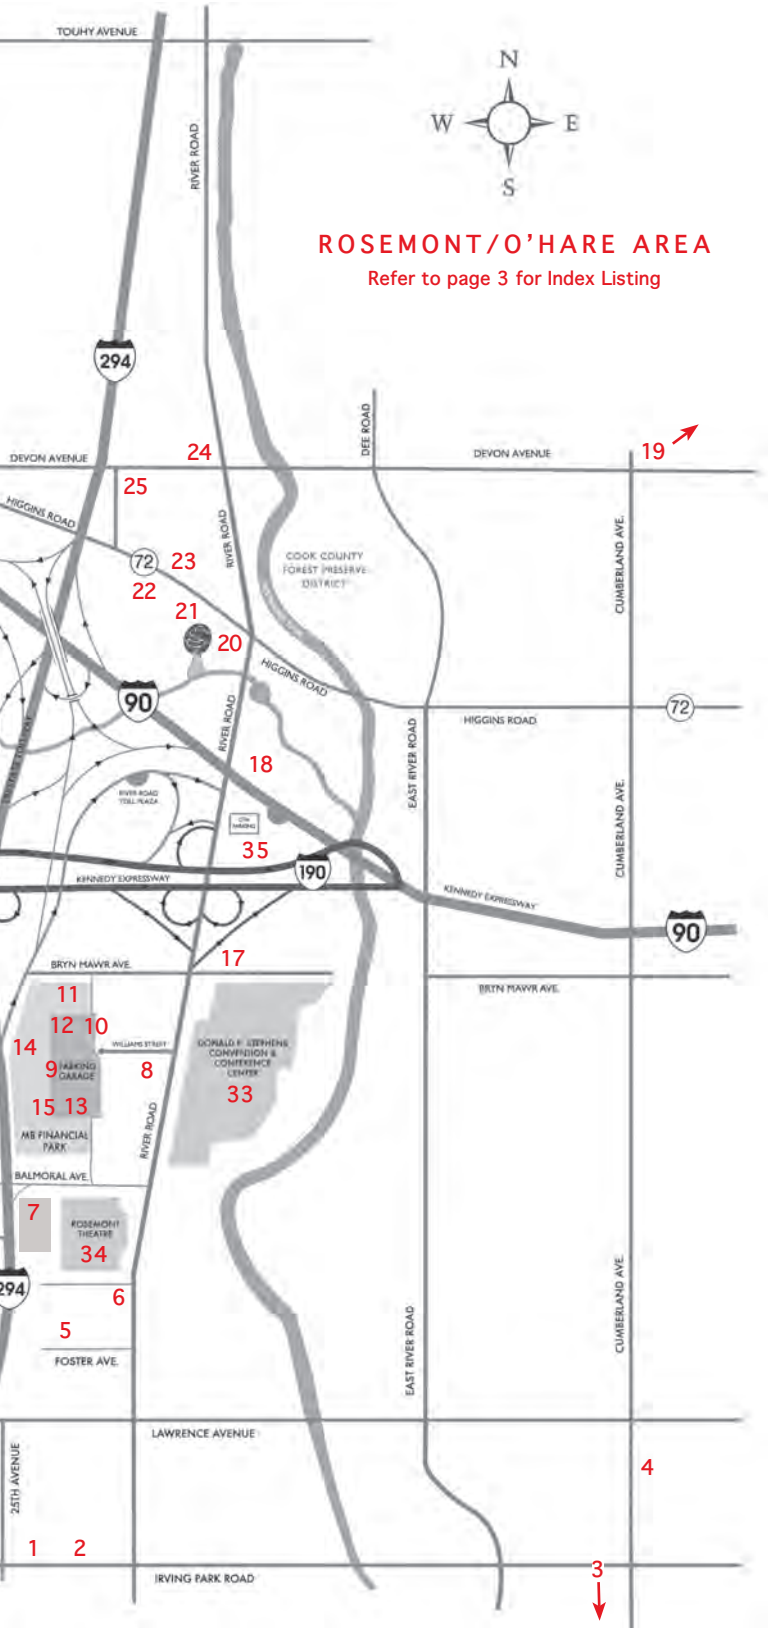 TOUHY AVENUE
N
W E
S
RIVER ROAD
ROSEMONT/O'HARE AREA
Refer to page 3 for Index Listing
294
DEE ROAD
DEVON AVENUE
24
DEVON AVENUE
19
25
HIGGINS ROAD
RIVER ROAD
CUMBERLAND AVE.
72
23
22
COOK COUNTY
FOREST PRESERVE
DISTRICT
21
20
HIGGINS ROAD
90
RIVER ROAD
72
HIGGINS ROAD
EAST RIVER ROAD
18
RIVER ROAD
TOLL PLAZA
CTA
PARKING
CUMBERLAND AVE.
35
190
KENNEDY EXPRESSWAY
KENNEDY EXPRESSWAY
90
17
BRYN MAWR AVE.
BRYN MAWR AVE.
11
12 10
14
WILLIAMS STREET
8
9
PARKING
GARAGE
15 13
MB FINANCIAL
PARK
DONALD E. STEPHENS
CONVENTION &
CONFERENCE
CENTER
33
RIVER ROAD
BALMORAL AVE.
7
ROSEMONT
THEATRE
34
294
6
5
FOSTER AVE.
EAST RIVER ROAD
CUMBERLAND AVE.
LAWRENCE AVENUE
25TH AVENUE
4
1 2
3
IRVING PARK ROAD